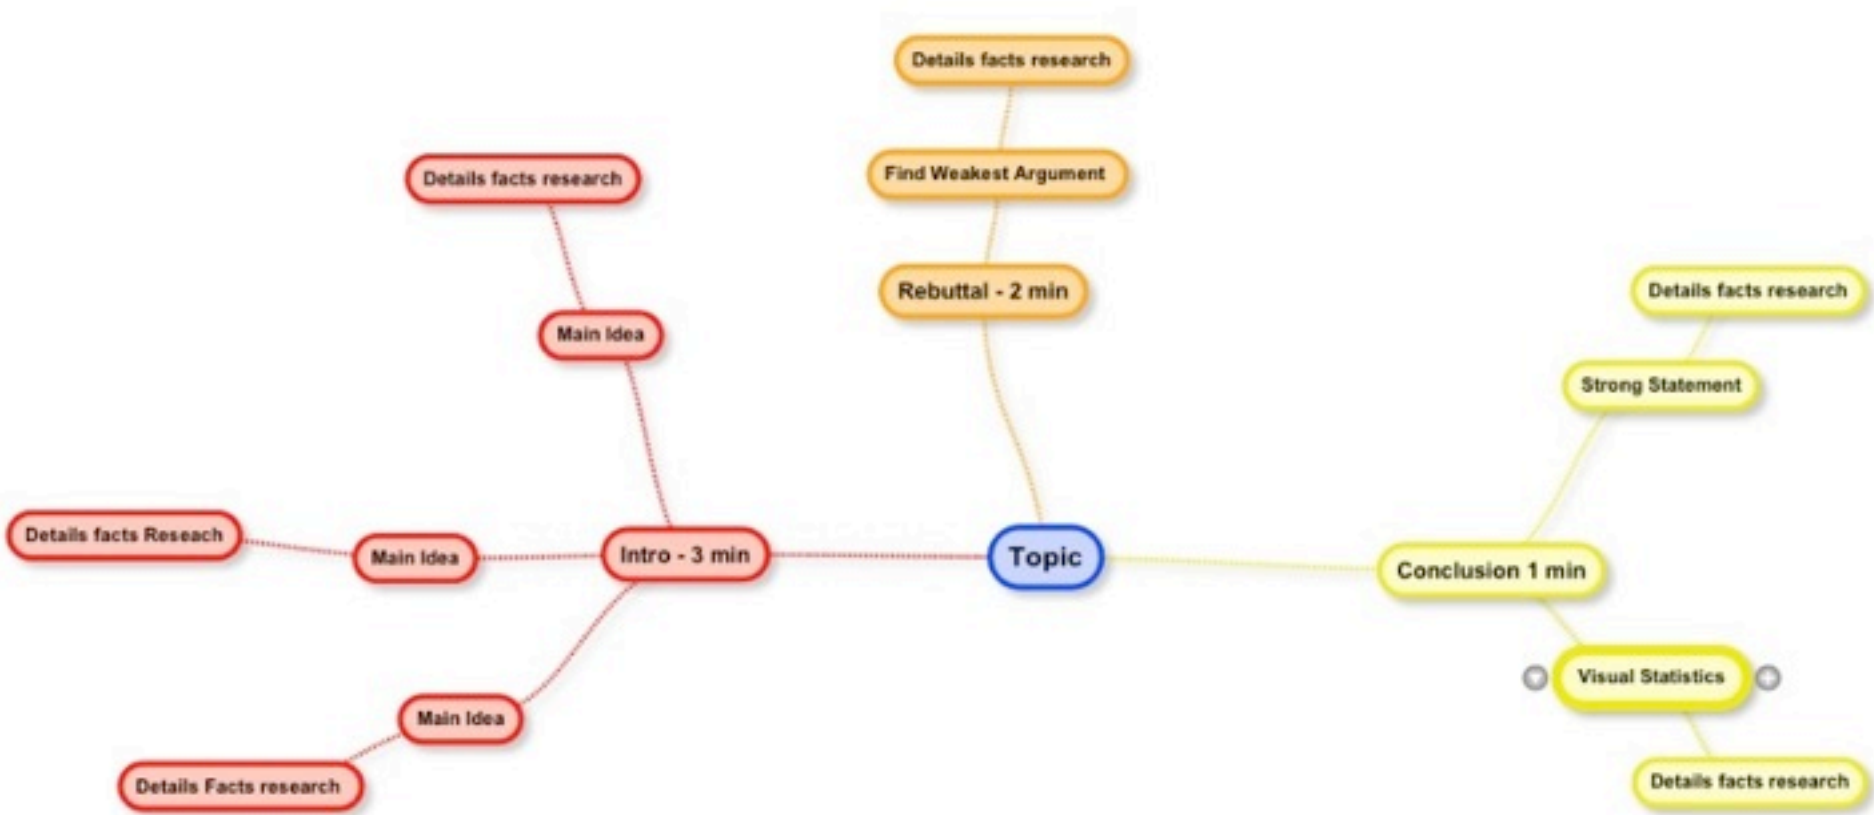 Details facts research
Find Weakest Argument
Rebuttal - 2 min
Details facts research
Main Idea
Details facts Reseach
Main Idea
Intro - 3 min
Main Idea
Details Facts research
Topic
Details facts research
Strong Statement
Conclusion 1 min
Visual Statistics
Details facts research